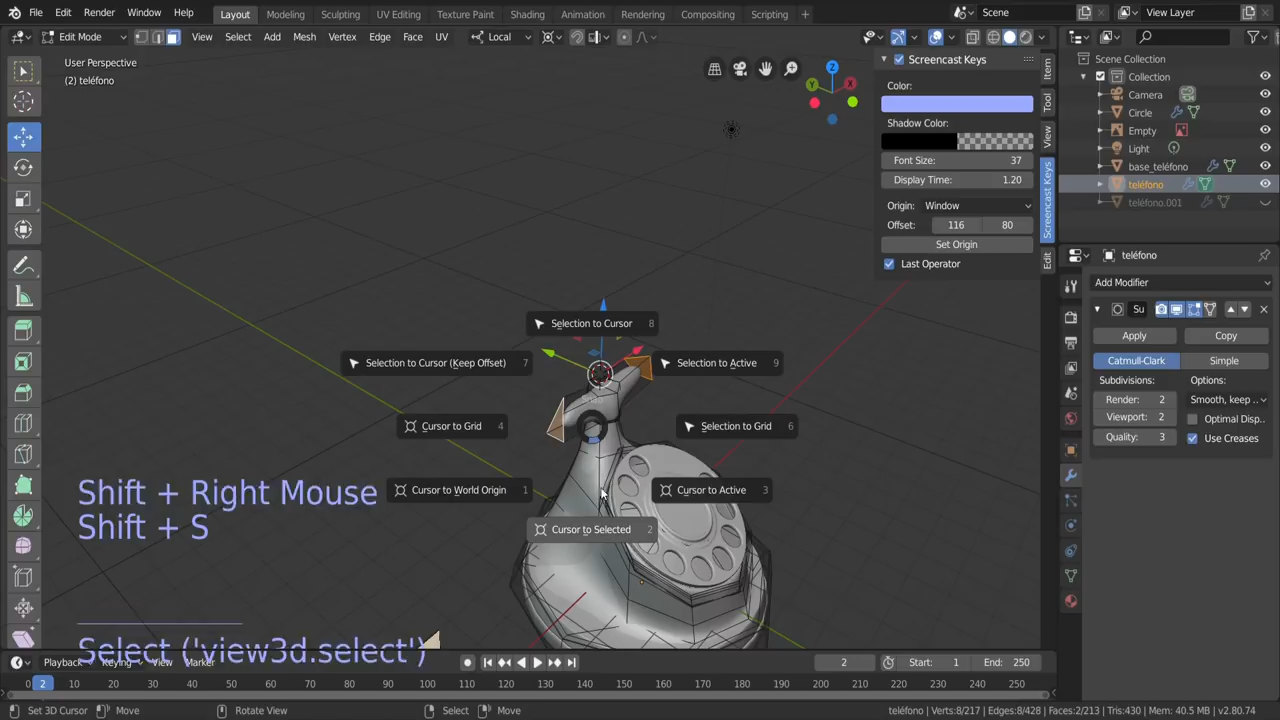 File Edit Render Window Help Layout Modeling Sculpting UV Editing Texture Paint Shading Animation Rendering Compositing Scripting + Scene View Layer
Edit Mode View Select Add Mesh Vertex Edge Face UV Local
User Perspective
(2) teléfono
Z
Y
X
Screencast Keys
Color:
Shadow Color:
Font Size: 37
Display Time: 1.20
Origin: Window
Offset: 116 80
Set Origin
Last Operator
Item
Tool
View
Screencast Keys
Edit
Scene Collection
Collection
Camera
Circle
Empty
Light
base_teléfono
teléfono
teléfono.001
teléfono
Add Modifier
Su
Apply Copy
Catmull-Clark Simple
Subdivisions: Options:
Render: 2 Smooth, keep ..
Viewport: 2 Optimal Disp..
Quality: 3 Use Creases
Selection to Cursor 8
Selection to Cursor (Keep Offset) 7
Selection to Active 9
Snap
Cursor to Grid 4
Selection to Grid 6
Cursor to World Origin 1
Cursor to Active 3
Cursor to Selected 2
Shift + Right Mouse
Shift + S
Select ('view3d.select')
Playback Keying View Marker 2 Start: 1 End: 250
0 2 10 20 30 40 50 60 70 80 90 100 110 120 130 140 150 160 170 180 190 200 210 220 230 240 250
Set 3D Cursor Move Rotate View Select Move teléfono | Verts:8/217 | Edges:8/428 | Faces:2/213 | Tris:430 | Mem: 40.5 MB | v2.80.74